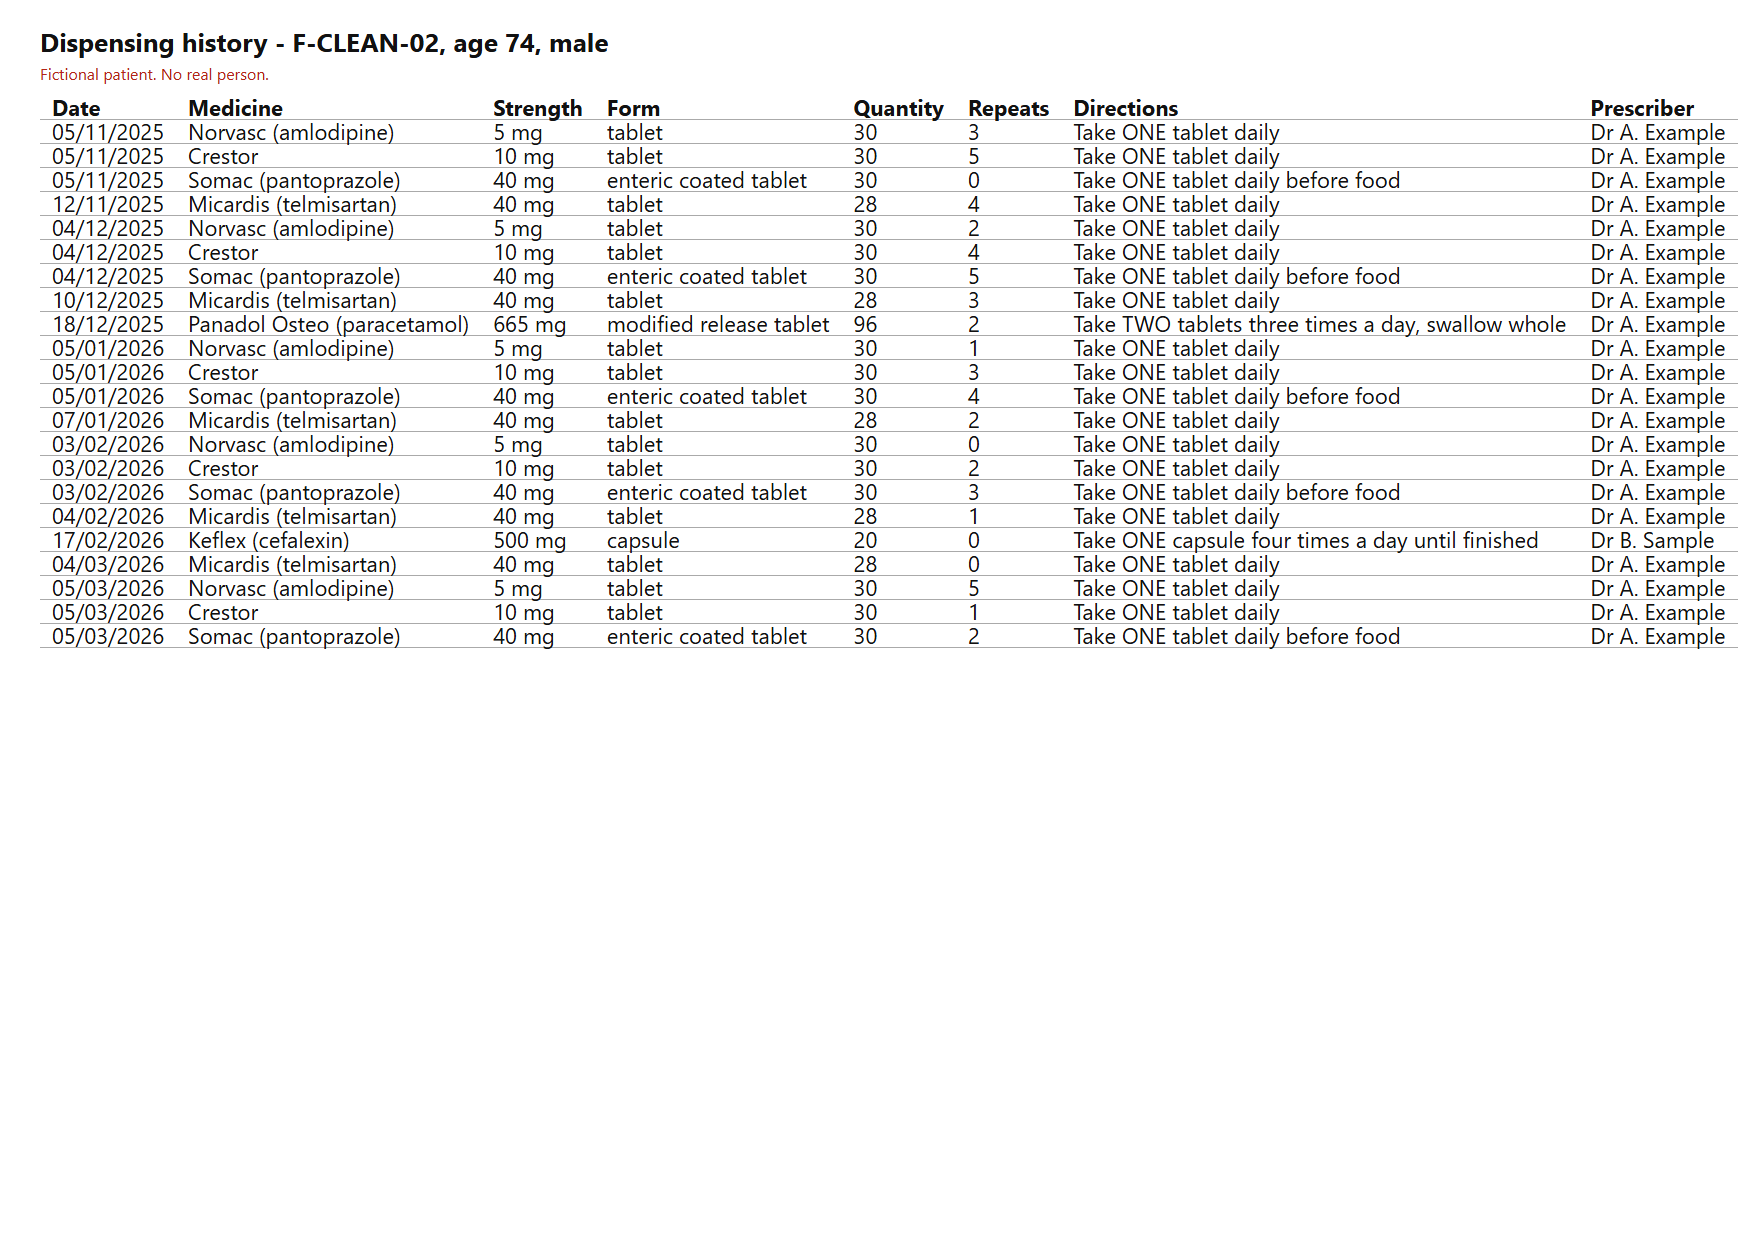 Dispensing history - F-CLEAN-02, age 74, male
Fictional patient. No real person.
Date Medicine Strength Form Quantity Repeats Directions Prescriber
05/11/2025 Norvasc (amlodipine) 5 mg tablet 30 3 Take ONE tablet daily Dr A. Example
05/11/2025 Crestor 10 mg tablet 30 5 Take ONE tablet daily Dr A. Example
05/11/2025 Somac (pantoprazole) 40 mg enteric coated tablet 30 0 Take ONE tablet daily before food Dr A. Example
12/11/2025 Micardis (telmisartan) 40 mg tablet 28 4 Take ONE tablet daily Dr A. Example
04/12/2025 Norvasc (amlodipine) 5 mg tablet 30 2 Take ONE tablet daily Dr A. Example
04/12/2025 Crestor 10 mg tablet 30 4 Take ONE tablet daily Dr A. Example
04/12/2025 Somac (pantoprazole) 40 mg enteric coated tablet 30 5 Take ONE tablet daily before food Dr A. Example
10/12/2025 Micardis (telmisartan) 40 mg tablet 28 3 Take ONE tablet daily Dr A. Example
18/12/2025 Panadol Osteo (paracetamol) 665 mg modified release tablet 96 2 Take TWO tablets three times a day, swallow whole Dr A. Example
05/01/2026 Norvasc (amlodipine) 5 mg tablet 30 1 Take ONE tablet daily Dr A. Example
05/01/2026 Crestor 10 mg tablet 30 3 Take ONE tablet daily Dr A. Example
05/01/2026 Somac (pantoprazole) 40 mg enteric coated tablet 30 4 Take ONE tablet daily before food Dr A. Example
07/01/2026 Micardis (telmisartan) 40 mg tablet 28 2 Take ONE tablet daily Dr A. Example
03/02/2026 Norvasc (amlodipine) 5 mg tablet 30 0 Take ONE tablet daily Dr A. Example
03/02/2026 Crestor 10 mg tablet 30 2 Take ONE tablet daily Dr A. Example
03/02/2026 Somac (pantoprazole) 40 mg enteric coated tablet 30 3 Take ONE tablet daily before food Dr A. Example
04/02/2026 Micardis (telmisartan) 40 mg tablet 28 1 Take ONE tablet daily Dr A. Example
17/02/2026 Keflex (cefalexin) 500 mg capsule 20 0 Take ONE capsule four times a day until finished Dr B. Sample
04/03/2026 Micardis (telmisartan) 40 mg tablet 28 0 Take ONE tablet daily Dr A. Example
05/03/2026 Norvasc (amlodipine) 5 mg tablet 30 5 Take ONE tablet daily Dr A. Example
05/03/2026 Crestor 10 mg tablet 30 1 Take ONE tablet daily Dr A. Example
05/03/2026 Somac (pantoprazole) 40 mg enteric coated tablet 30 2 Take ONE tablet daily before food Dr A. Example